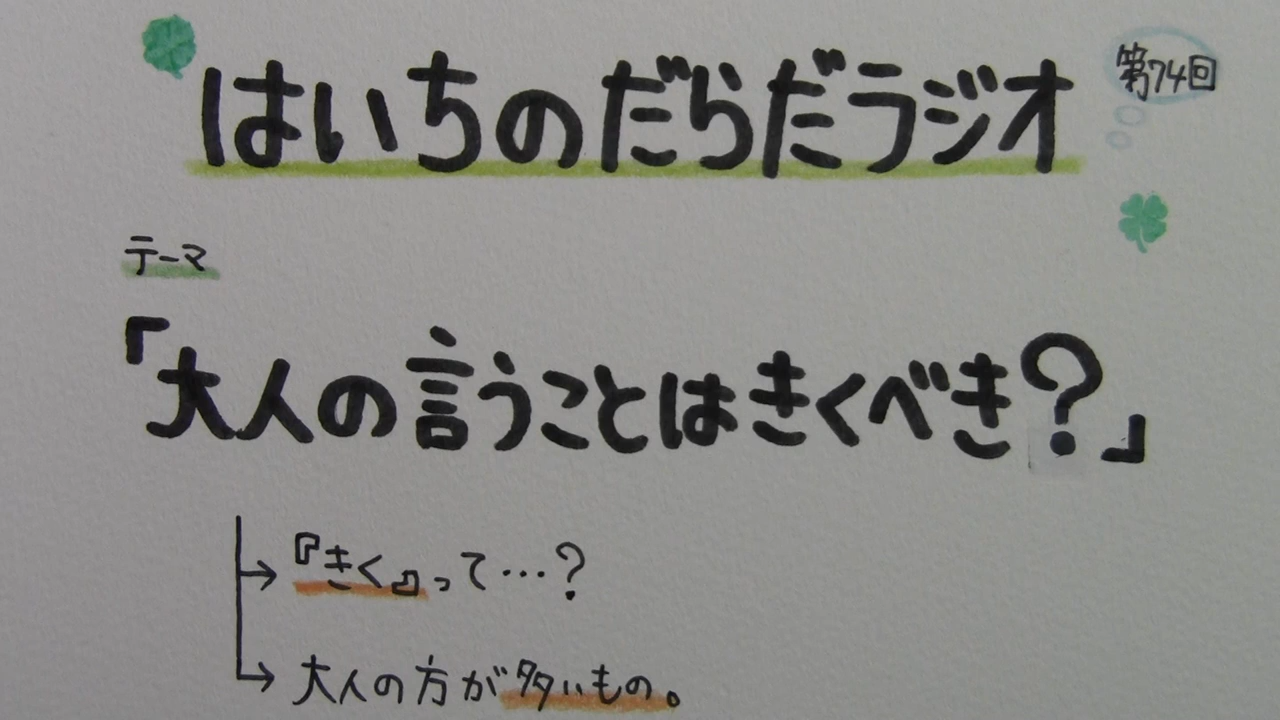 はいちのだらだラジオ
第74回
テーマ
「大人の言うことはきくべき?」
『きく』って…?
大人の方が多いもの。